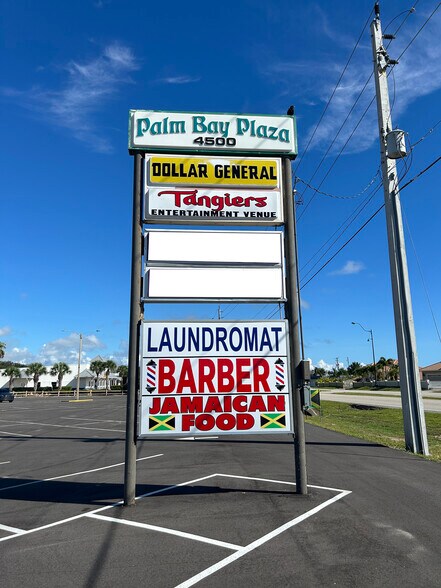 Palm Bay Plaza
4500
DOLLAR GENERAL
Tangiers
ENTERTAINMENT VENUE
LAUNDROMAT
BARBER
JAMAICAN
FOOD